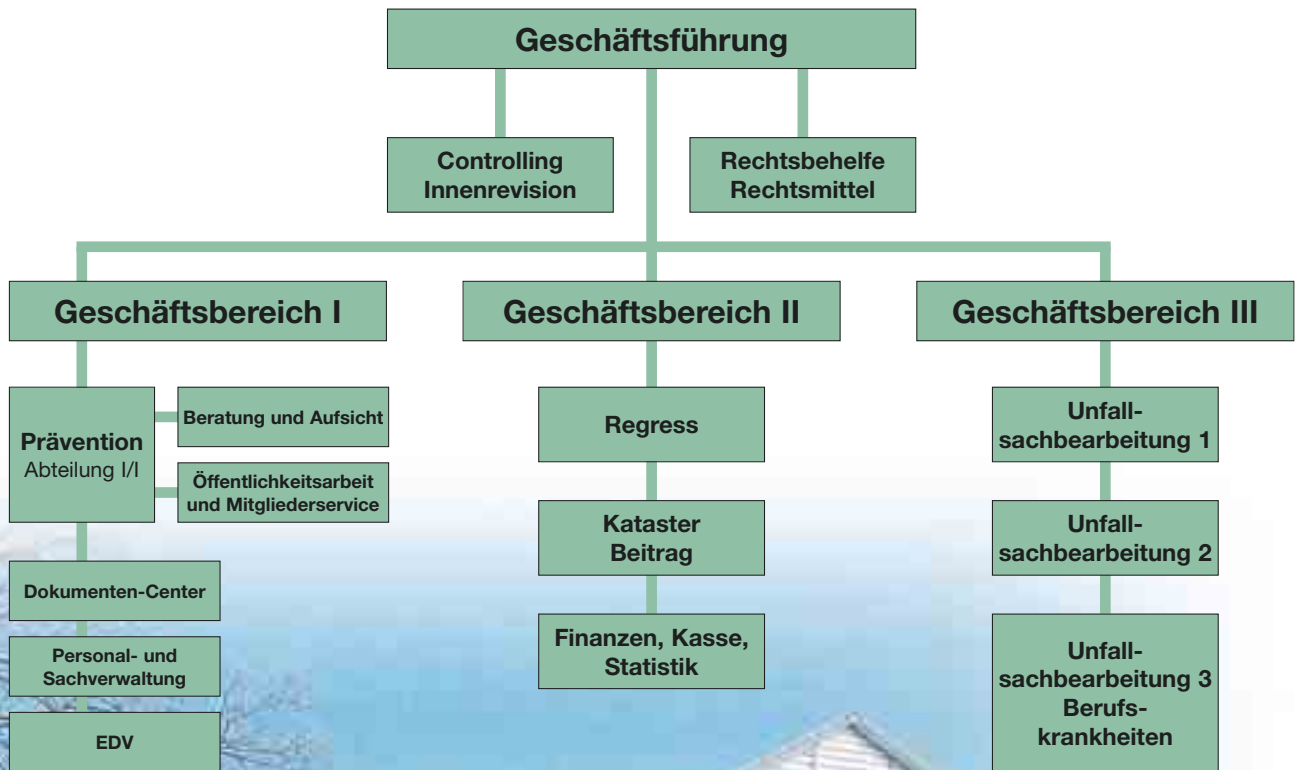 Geschäftsführung
Controlling
Innenrevision
Rechtsbehelfe
Rechtsmittel
Geschäftsbereich I
Geschäftsbereich II
Geschäftsbereich III
Prävention
Abteilung I/I
Beratung und Aufsicht
Öffentlichkeitsarbeit
und Mitgliederservice
Dokumenten-Center
Personal- und
Sachverwaltung
EDV
Regress
Kataster
Beitrag
Finanzen, Kasse,
Statistik
Unfall-
sachbearbeitung 1
Unfall-
sachbearbeitung 2
Unfall-
sachbearbeitung 3
Berufs-
krankheiten